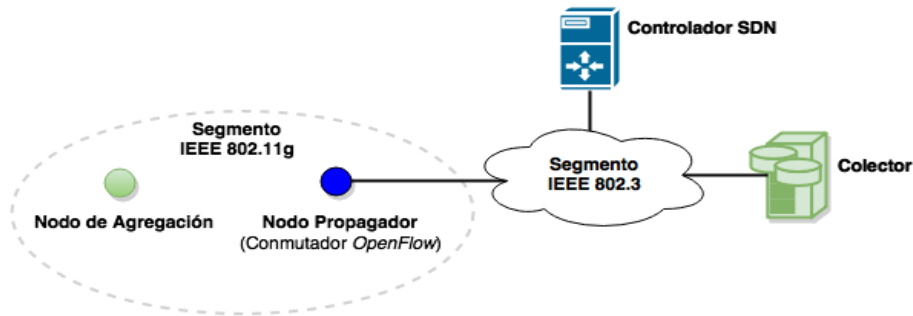 Controlador SDN
Segmento
IEEE 802.11g
Segmento
IEEE 802.3
Colector
Nodo de Agregación
Nodo Propagador
(Conmutador OpenFlow)